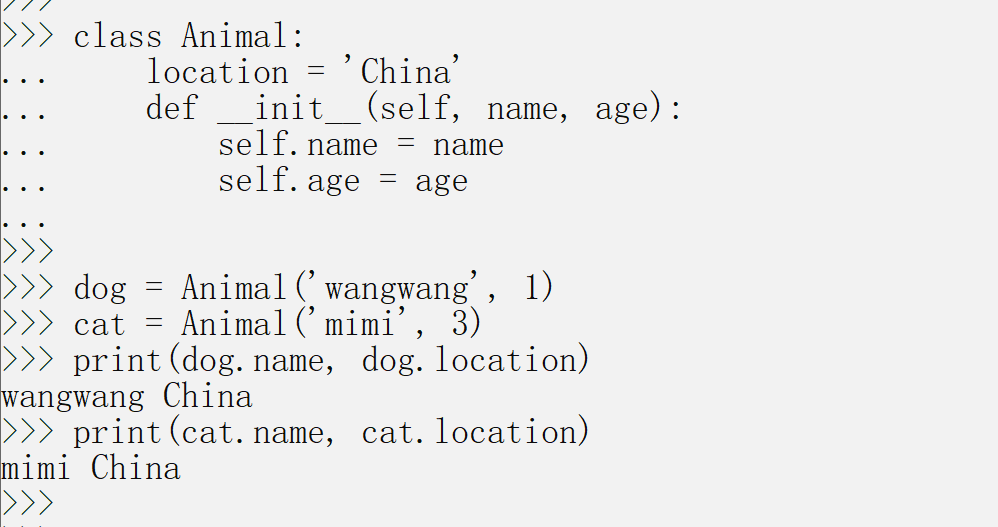 >>>
>>> class Animal:
...     location = 'China'
...     def __init__(self, name, age):
...         self.name = name
...         self.age = age
...
>>>
>>> dog = Animal('wangwang', 1)
>>> cat = Animal('mimi', 3)
>>> print(dog.name, dog.location)
wangwang China
>>> print(cat.name, cat.location)
mimi China
>>>